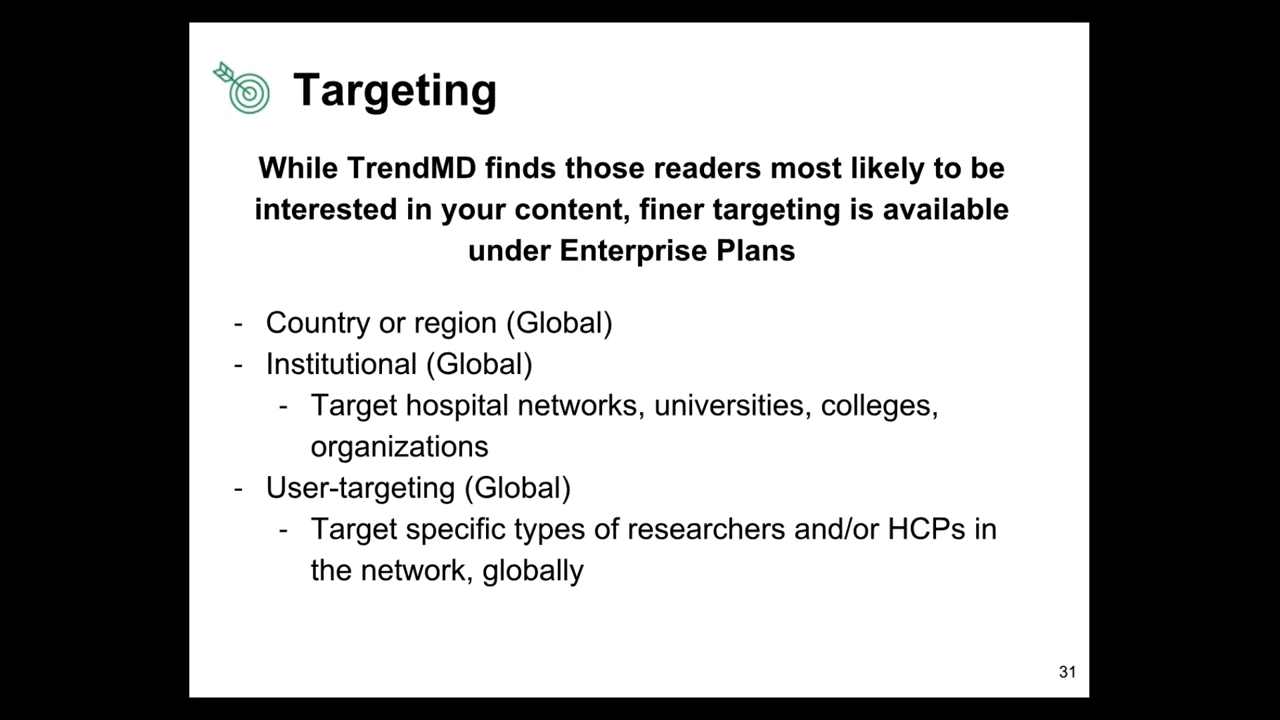 Targeting
While TrendMD finds those readers most likely to be
interested in your content, finer targeting is available
under Enterprise Plans
- Country or region (Global)
- Institutional (Global)
- Target hospital networks, universities, colleges,
organizations
- User-targeting (Global)
- Target specific types of researchers and/or HCPs in
the network, globally
31